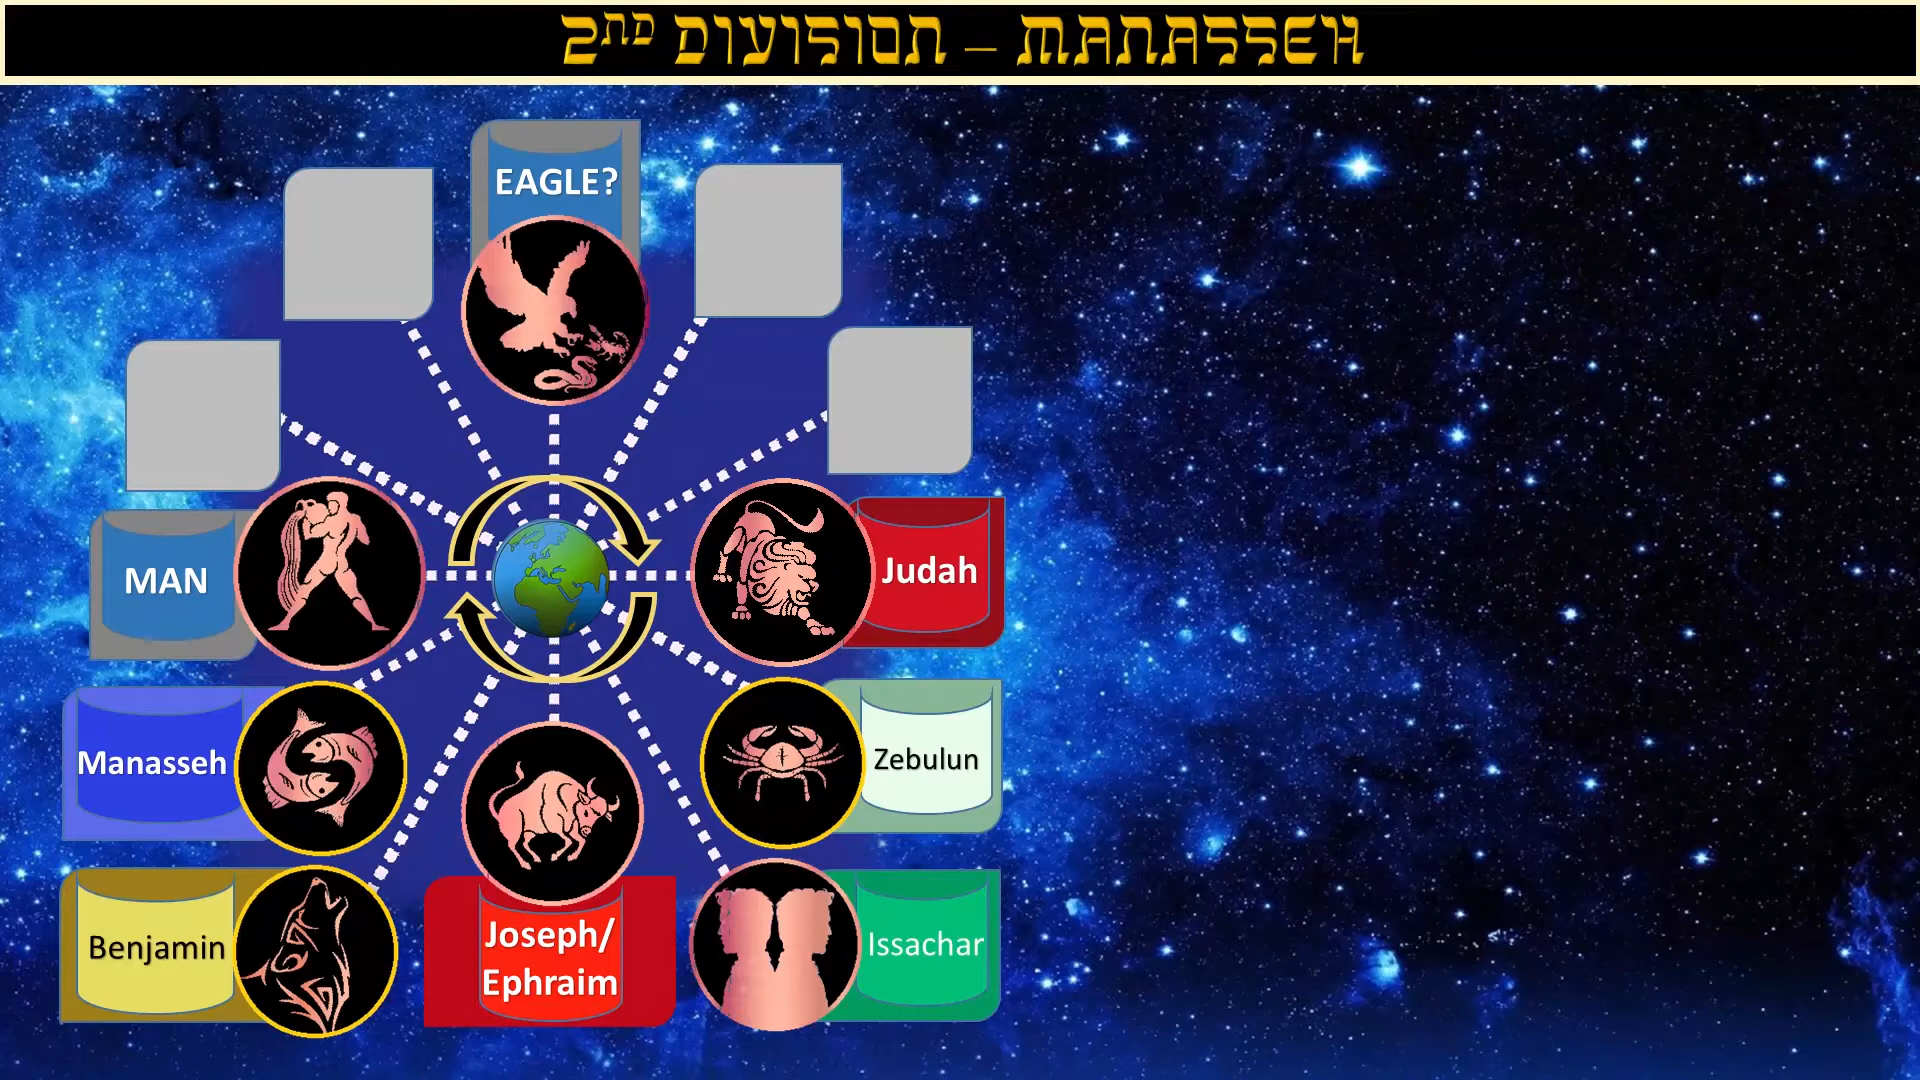 2ND DIVISION – MANASSEH
EAGLE?
MAN
Judah
Manasseh
Zebulun
Benjamin
Joseph/
Ephraim
Issachar